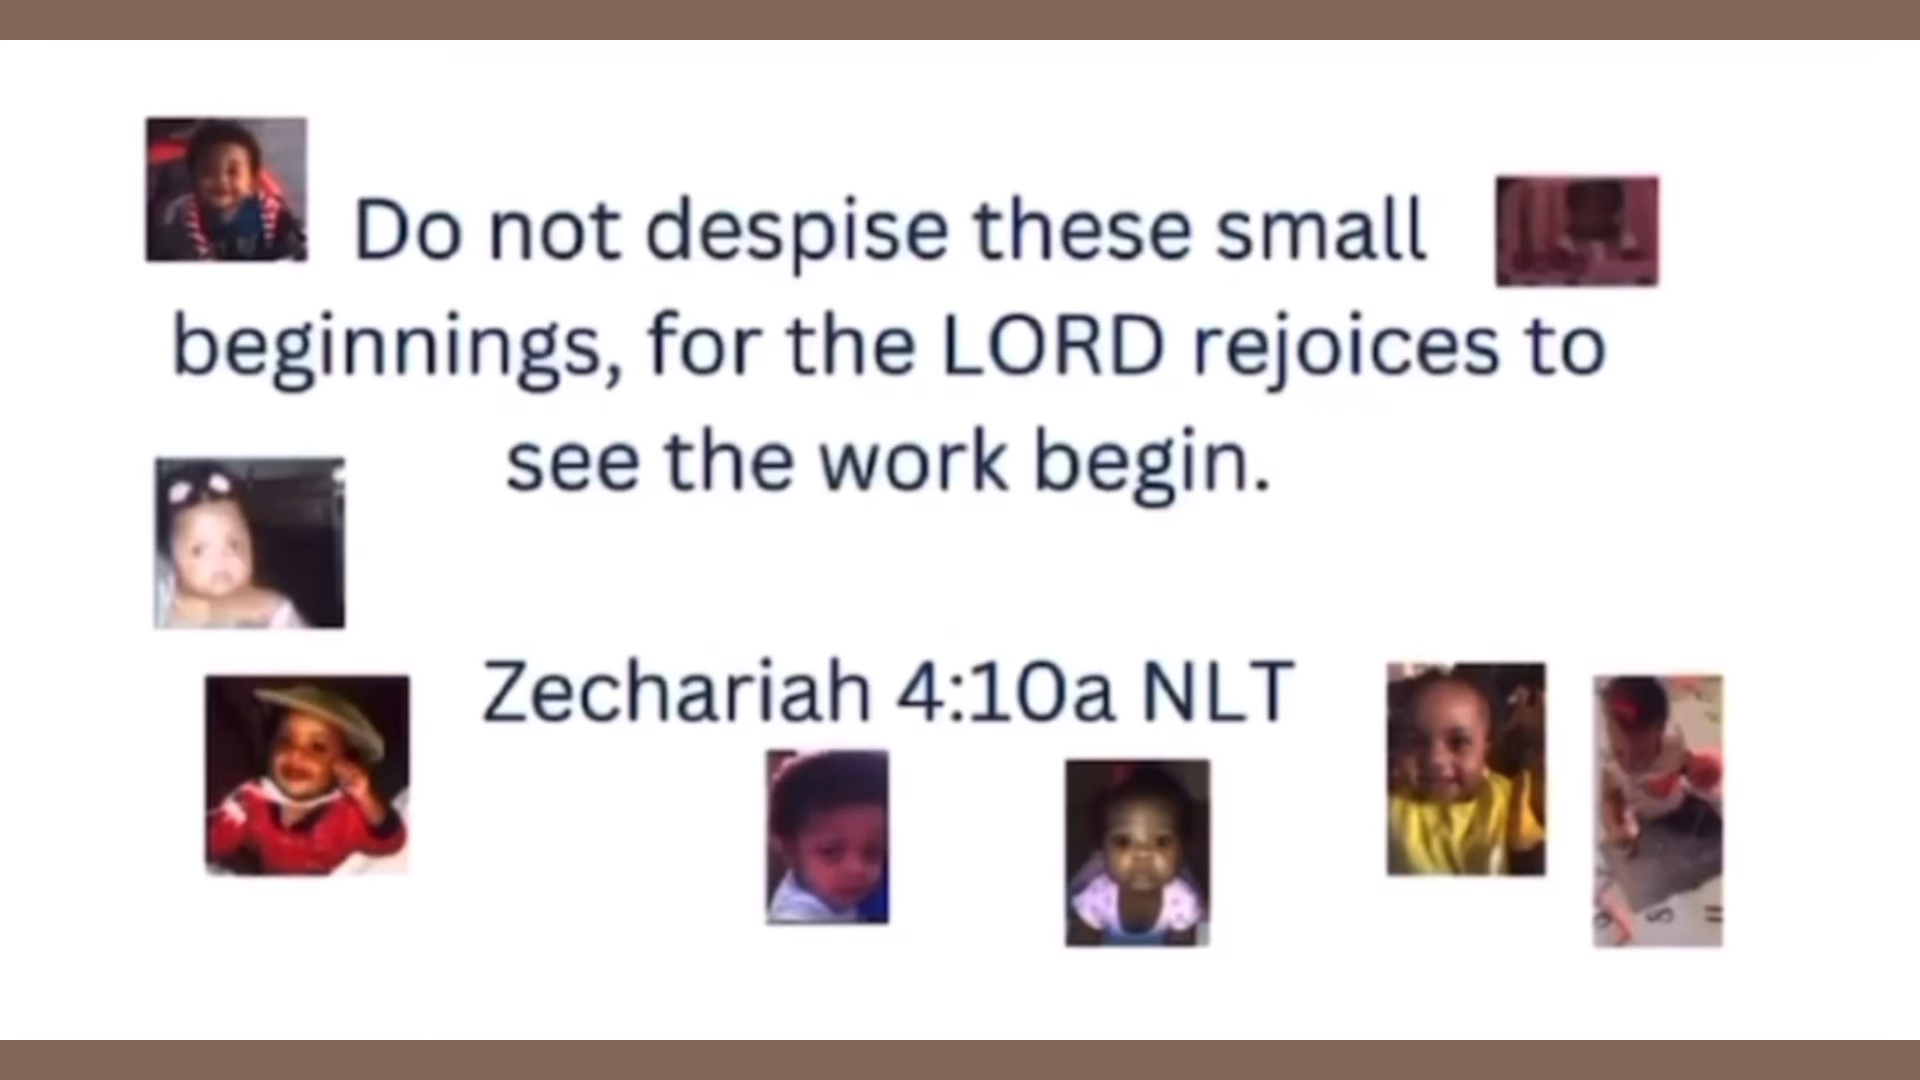 Do not despise these small
beginnings, for the LORD rejoices to
see the work begin.
Zechariah 4:10a NLT